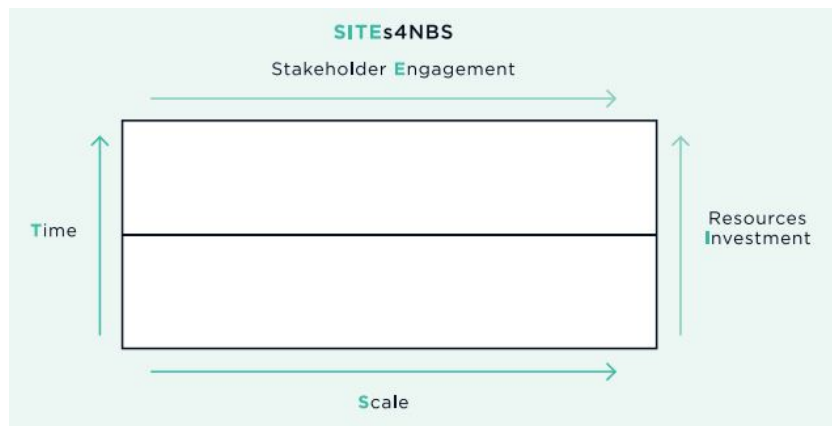 SITEs4NBS
Stakeholder Engagement
Time
Resources
Investment
Scale